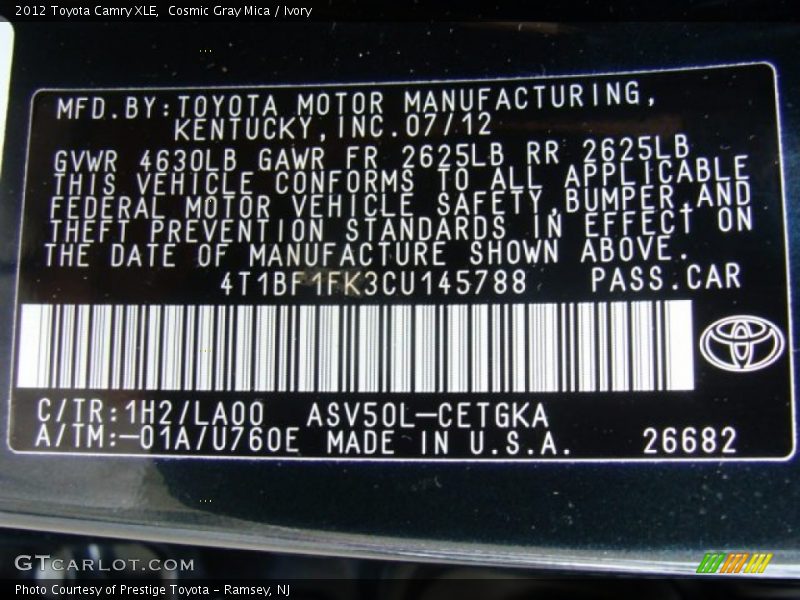 2012 Toyota Camry XLE,  Cosmic Gray Mica / Ivory
MFD.BY:TOYOTA MOTOR MANUFACTURING,
KENTUCKY,INC.07/12
GVWR 4630LB GAWR FR 2625LB RR 2625LB
THIS VEHICLE CONFORMS TO ALL APPLICABLE
FEDERAL MOTOR VEHICLE SAFETY,BUMPER,AND
THEFT PREVENTION STANDARDS IN EFFECT ON
THE DATE OF MANUFACTURE SHOWN ABOVE.
4T1BF1FK3CU145788 PASS.CAR
C/TR:1H2/LA00 ASV50L-CETGKA
A/TM:-01A/U760E MADE IN U.S.A. 26682
GTCARLOT.COM
Photo Courtesy of Prestige Toyota - Ramsey, NJ